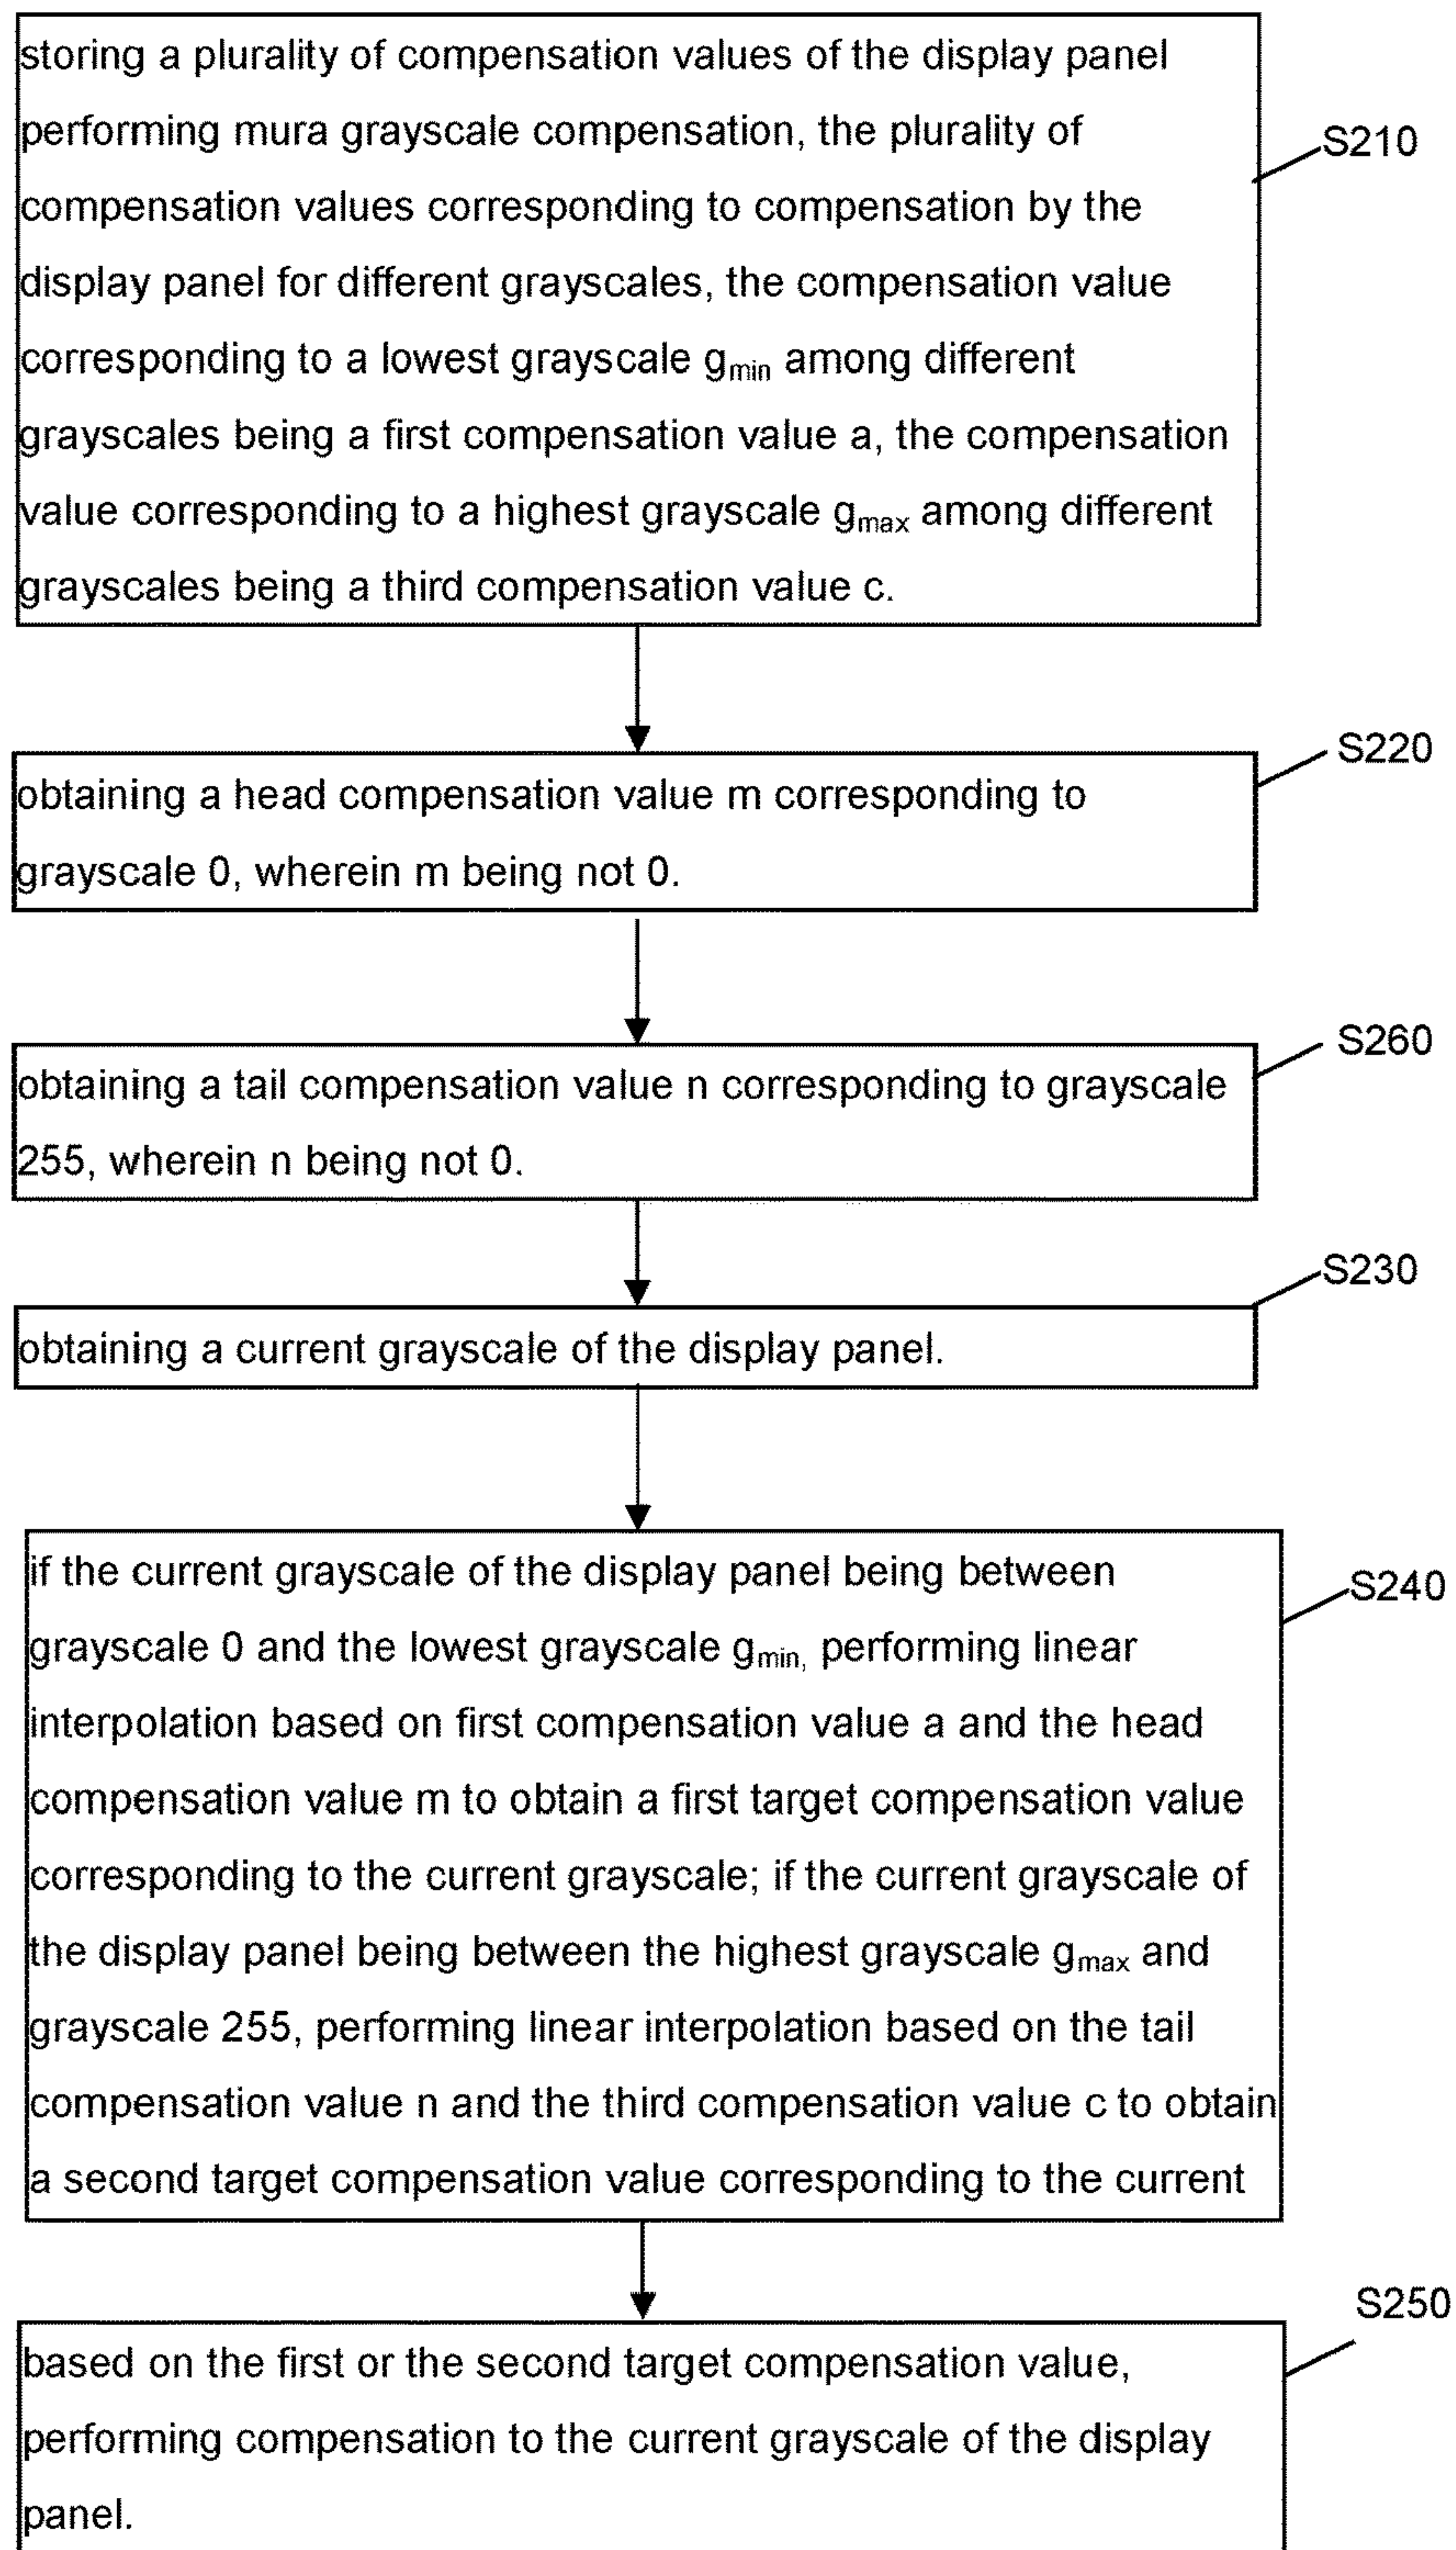 storing a plurality of compensation values of the display panel
performing mura grayscale compensation, the plurality of
compensation values corresponding to compensation by the
display panel for different grayscales, the compensation value
corresponding to a lowest grayscale gmin among different
grayscales being a first compensation value a, the compensation
value corresponding to a highest grayscale gmax among different
grayscales being a third compensation value c.
S210
obtaining a head compensation value m corresponding to
grayscale 0, wherein m being not 0.
S220
obtaining a tail compensation value n corresponding to grayscale
255, wherein n being not 0.
S260
obtaining a current grayscale of the display panel.
S230
if the current grayscale of the display panel being between
grayscale 0 and the lowest grayscale gmin, performing linear
interpolation based on first compensation value a and the head
compensation value m to obtain a first target compensation value
corresponding to the current grayscale; if the current grayscale of
the display panel being between the highest grayscale gmax and
grayscale 255, performing linear interpolation based on the tail
compensation value n and the third compensation value c to obtain
a second target compensation value corresponding to the current
S240
based on the first or the second target compensation value,
performing compensation to the current grayscale of the display
panel.
S250